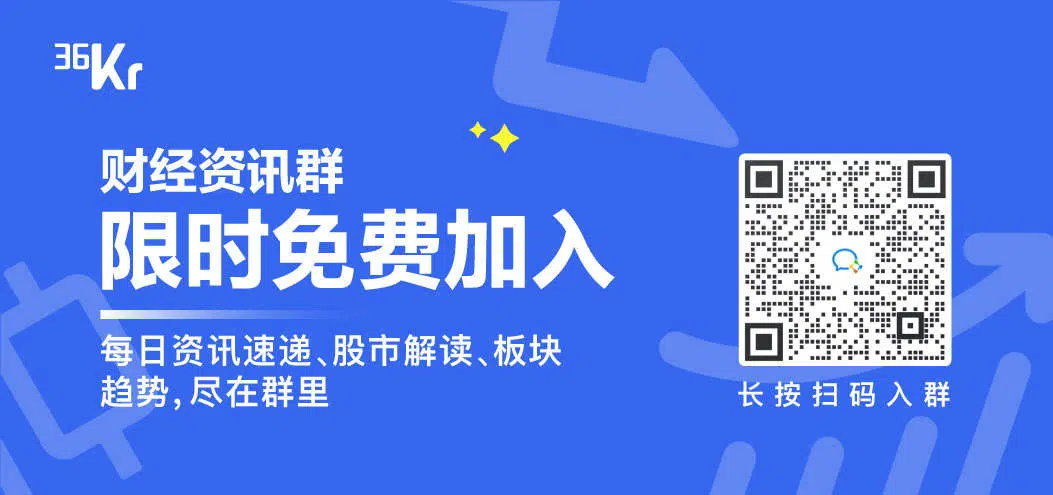 36Kr
财经资讯群
限时免费加入
每日资讯速递、股市解读、板块
趋势,尽在群里
长按扫码入群